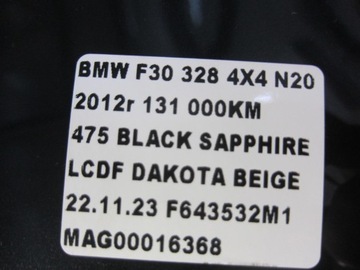 BMW F30 328 4X4 N20
2012r 131 000KM
475 BLACK SAPPHIRE
LCDF DAKOTA BEIGE
22.11.23 F643532M1
MAG00016368